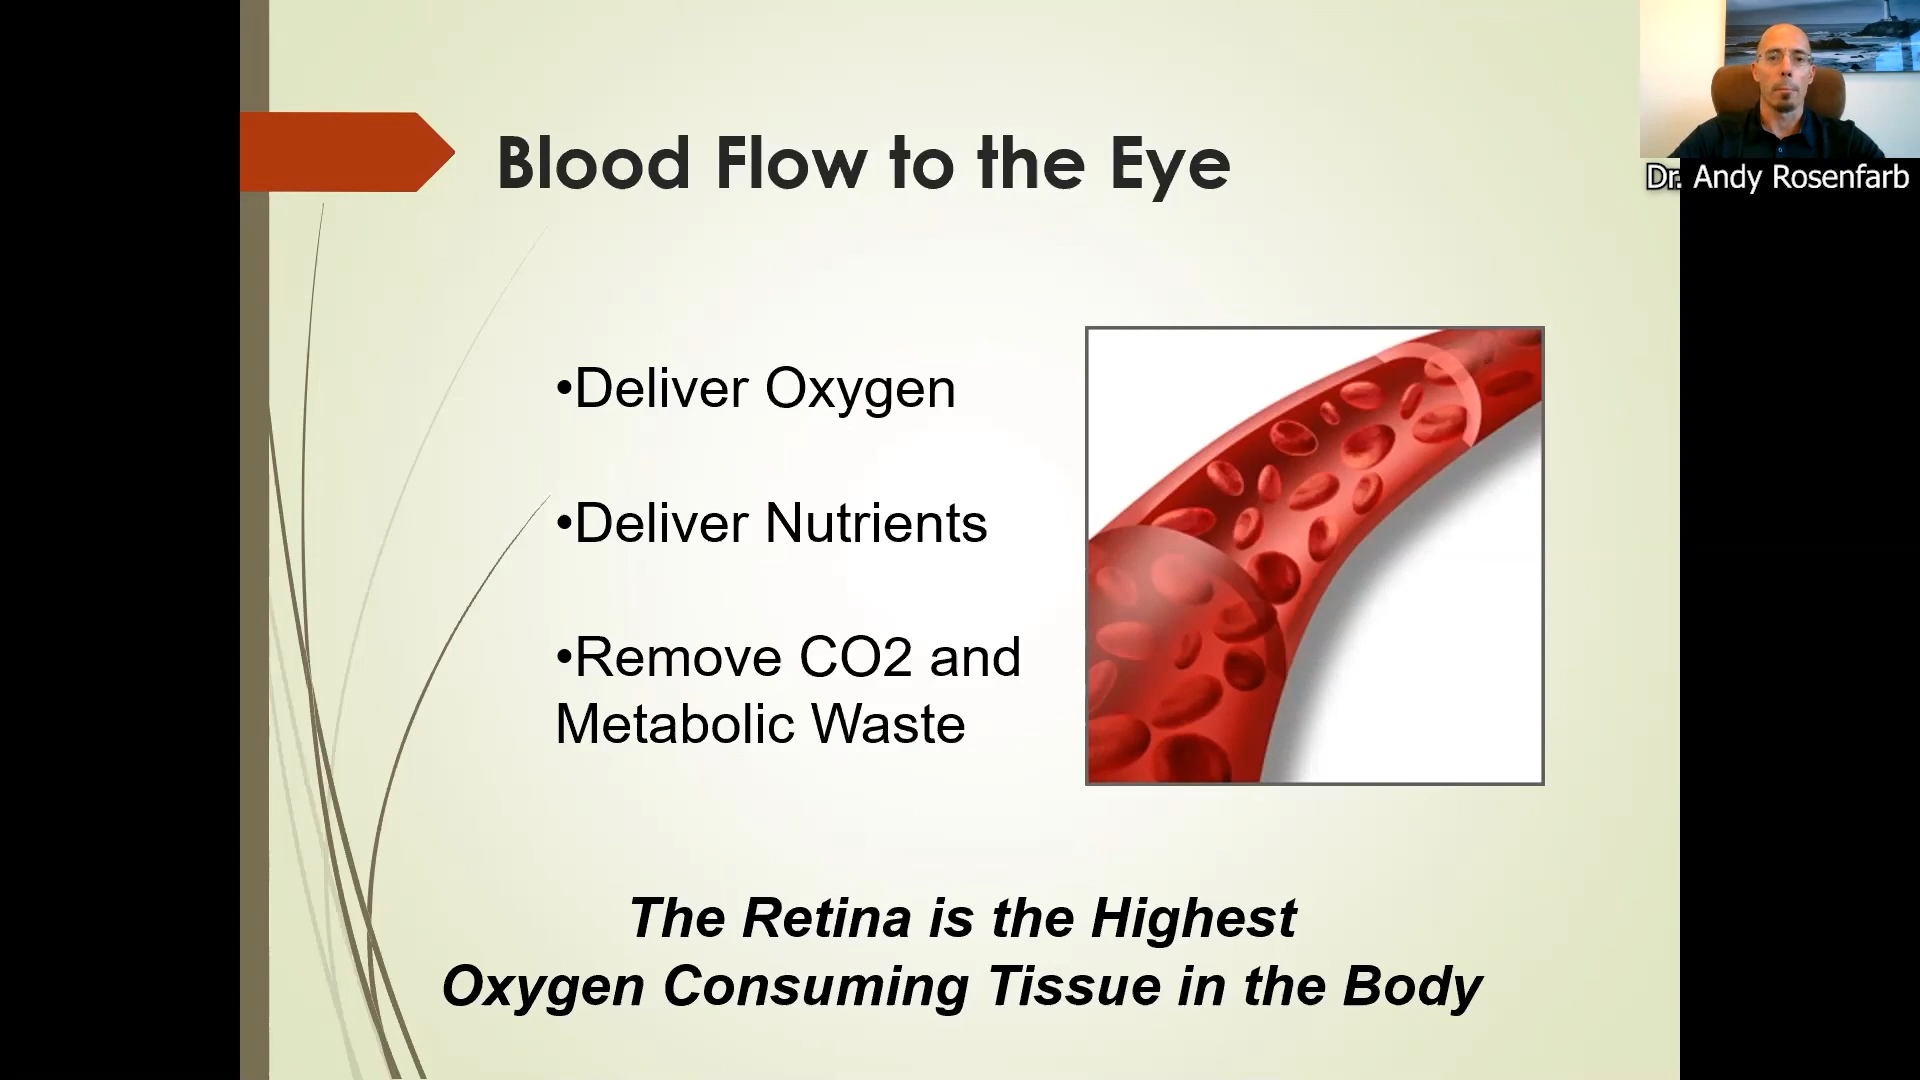 Blood Flow to the Eye
Dr. Andy Rosenfarb
•Deliver Oxygen
•Deliver Nutrients
•Remove CO2 and
Metabolic Waste
The Retina is the Highest
Oxygen Consuming Tissue in the Body